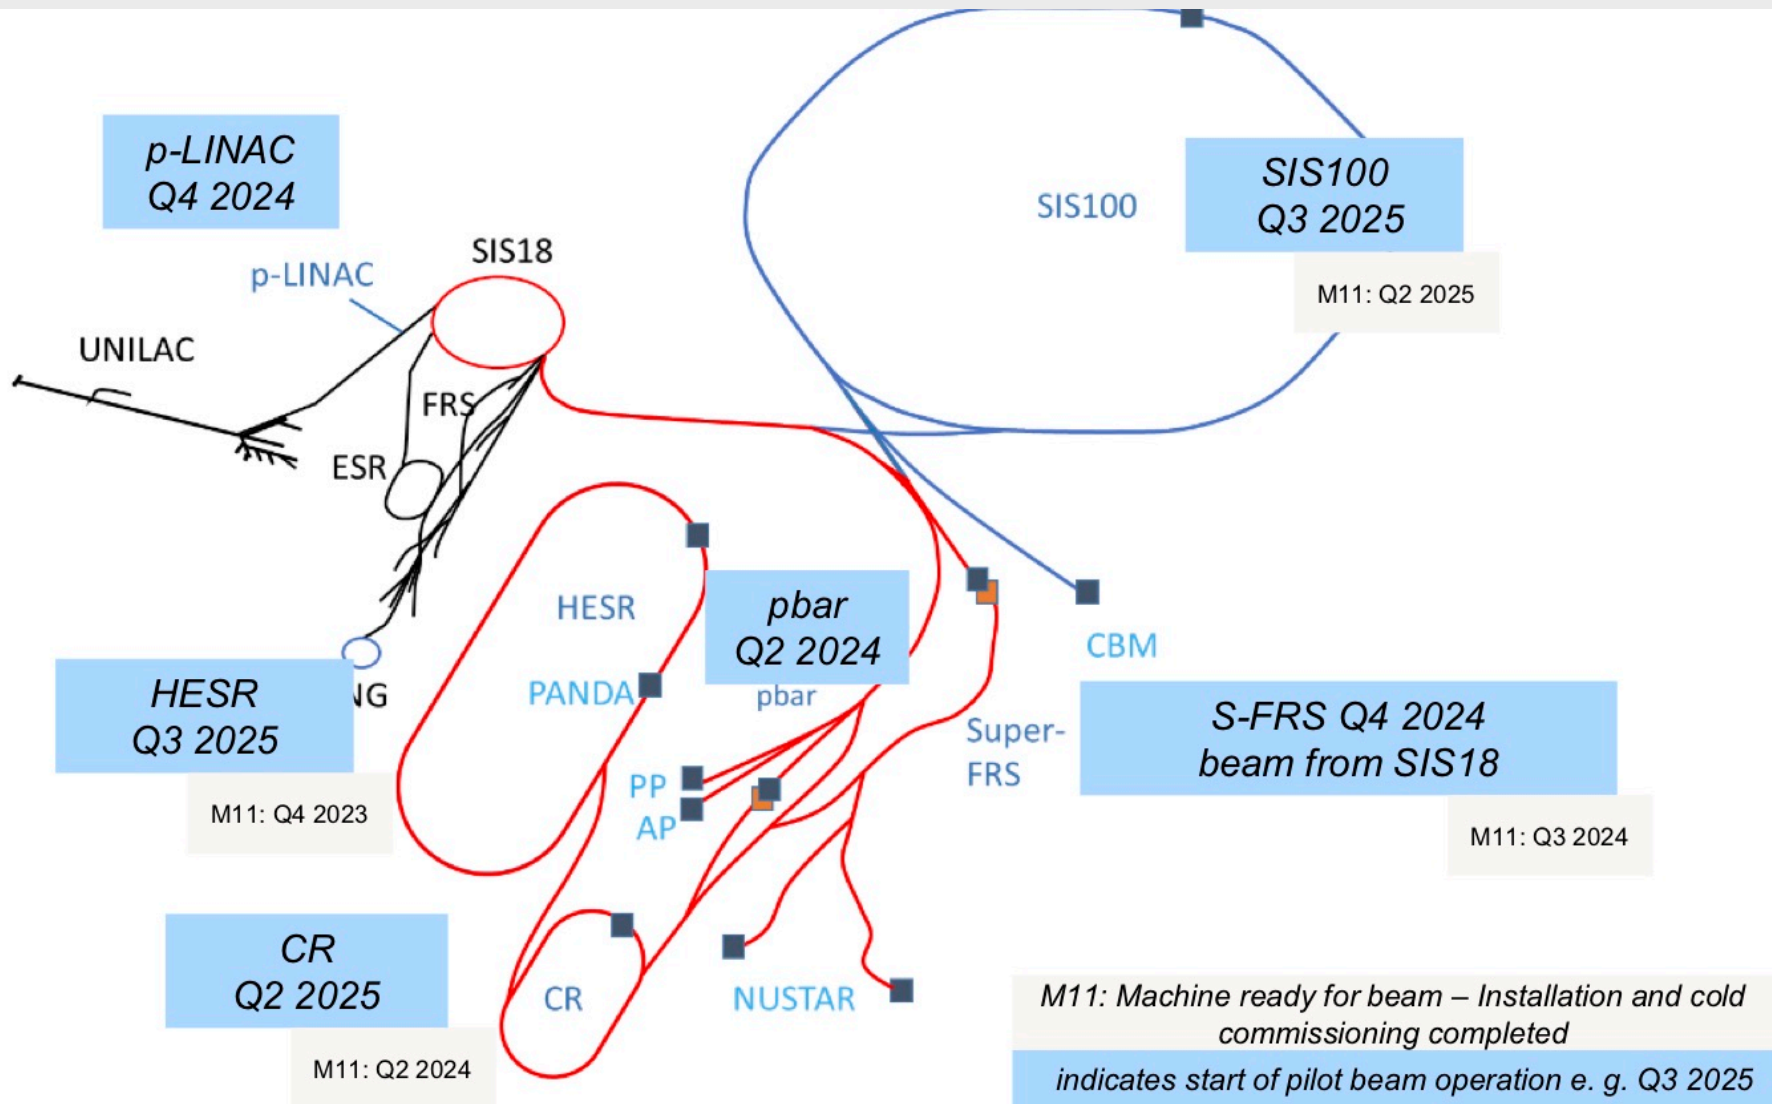 p-LINAC
Q4 2024
SIS100
SIS100
Q3 2025
M11: Q2 2025
SIS18
p-LINAC
UNILAC
FRS
ESR
HESR
pbar
Q2 2024
pbar
PANDA
CBM
HESR
Q3 2025
NG
M11: Q4 2023
S-FRS Q4 2024
beam from SIS18
M11: Q3 2024
Super-
FRS
PP
AP
CR
Q2 2025
M11: Q2 2024
CR
NUSTAR
M11: Machine ready for beam – Installation and cold
commissioning completed
indicates start of pilot beam operation e. g. Q3 2025